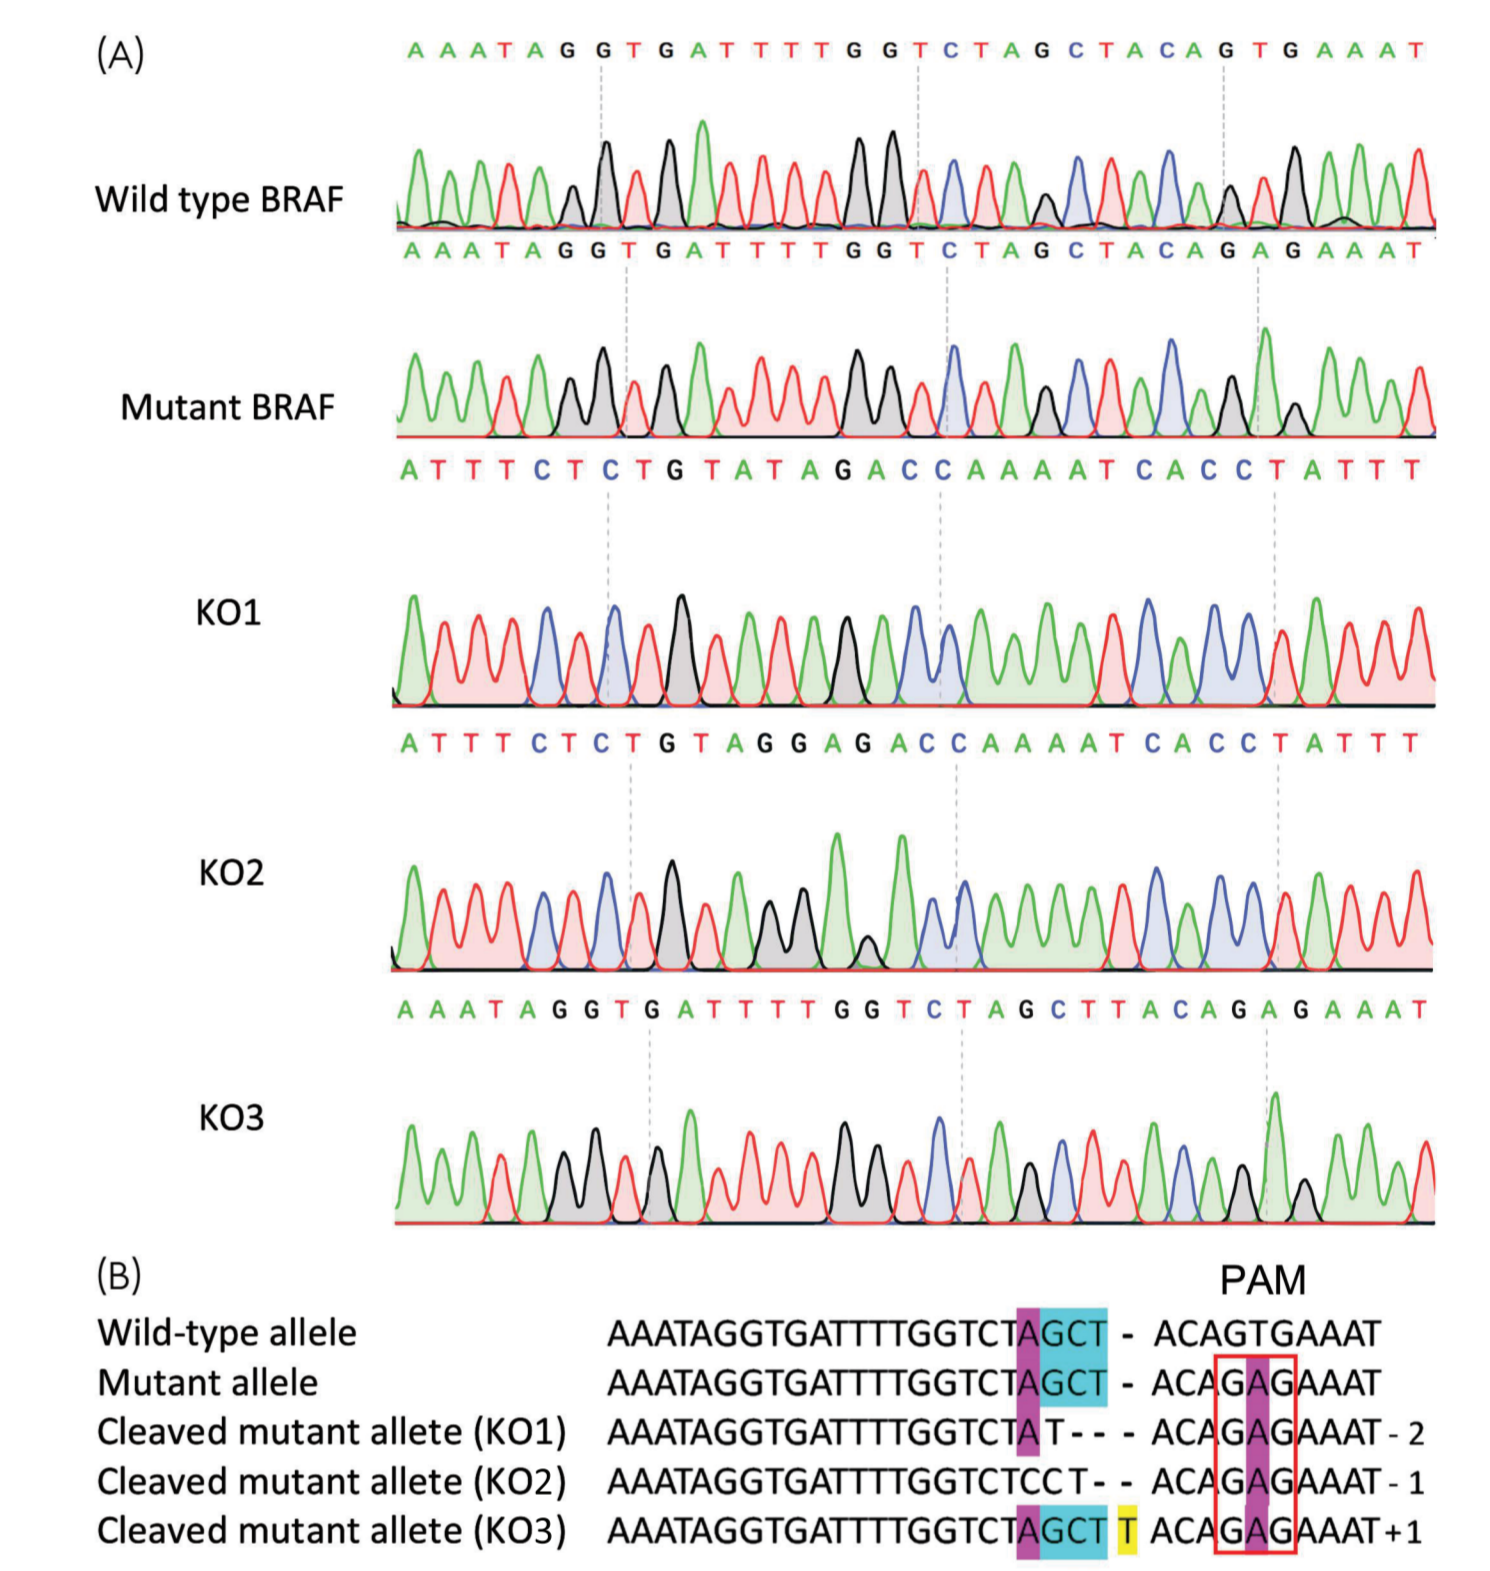 (A)
A A A T A G G T G A T T T T G G T C T A G C T A C A G T G A A A T
Wild type BRAF
A A A T A G G T G A T T T T G G T C T A G C T A C A G A G A A A T
Mutant BRAF
A T T T C T C T G T A T A G A C C A A A A T C A C C T A T T T
KO1
A T T T C T C T G T A G G A G A C C A A A A T C A C C T A T T T
KO2
A A A T A G G T G A T T T T G G T C T A G C T T A C A G A G A A A T
KO3
(B)
PAM
Wild-type allele AAATAGGTGATTTTGGTCTAGCT - ACAGTGAAAT
Mutant allele AAATAGGTGATTTTGGTCTAGCT - ACAGAGAAAT
Cleaved mutant allete (KO1) AAATAGGTGATTTTGGTCTAT - - - ACAGAGAAAT - 2
Cleaved mutant allete (KO2) AAATAGGTGATTTTGGTCTCCT - - ACAGAGAAAT - 1
Cleaved mutant allete (KO3) AAATAGGTGATTTTGGTCTAGCT T ACAGAGAAAT +1